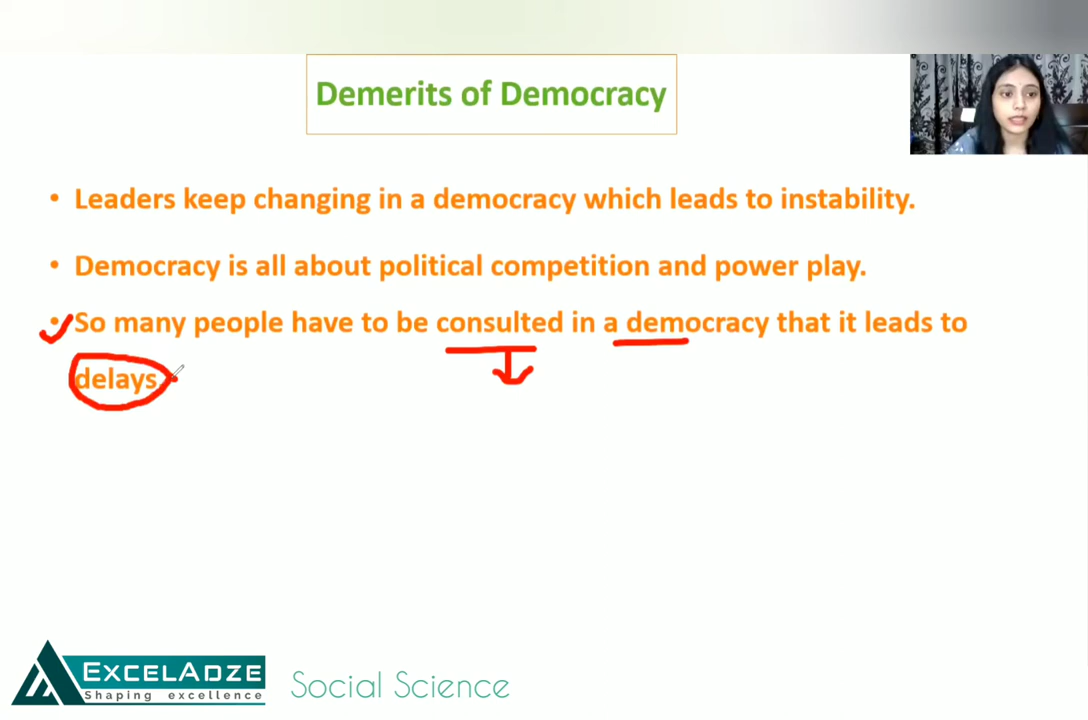 Demerits of Democracy
• Leaders keep changing in a democracy which leads to instability.
• Democracy is all about political competition and power play.
• So many people have to be consulted in a democracy that it leads to
delays.
EXCELADZE
Shaping excellence
Social Science